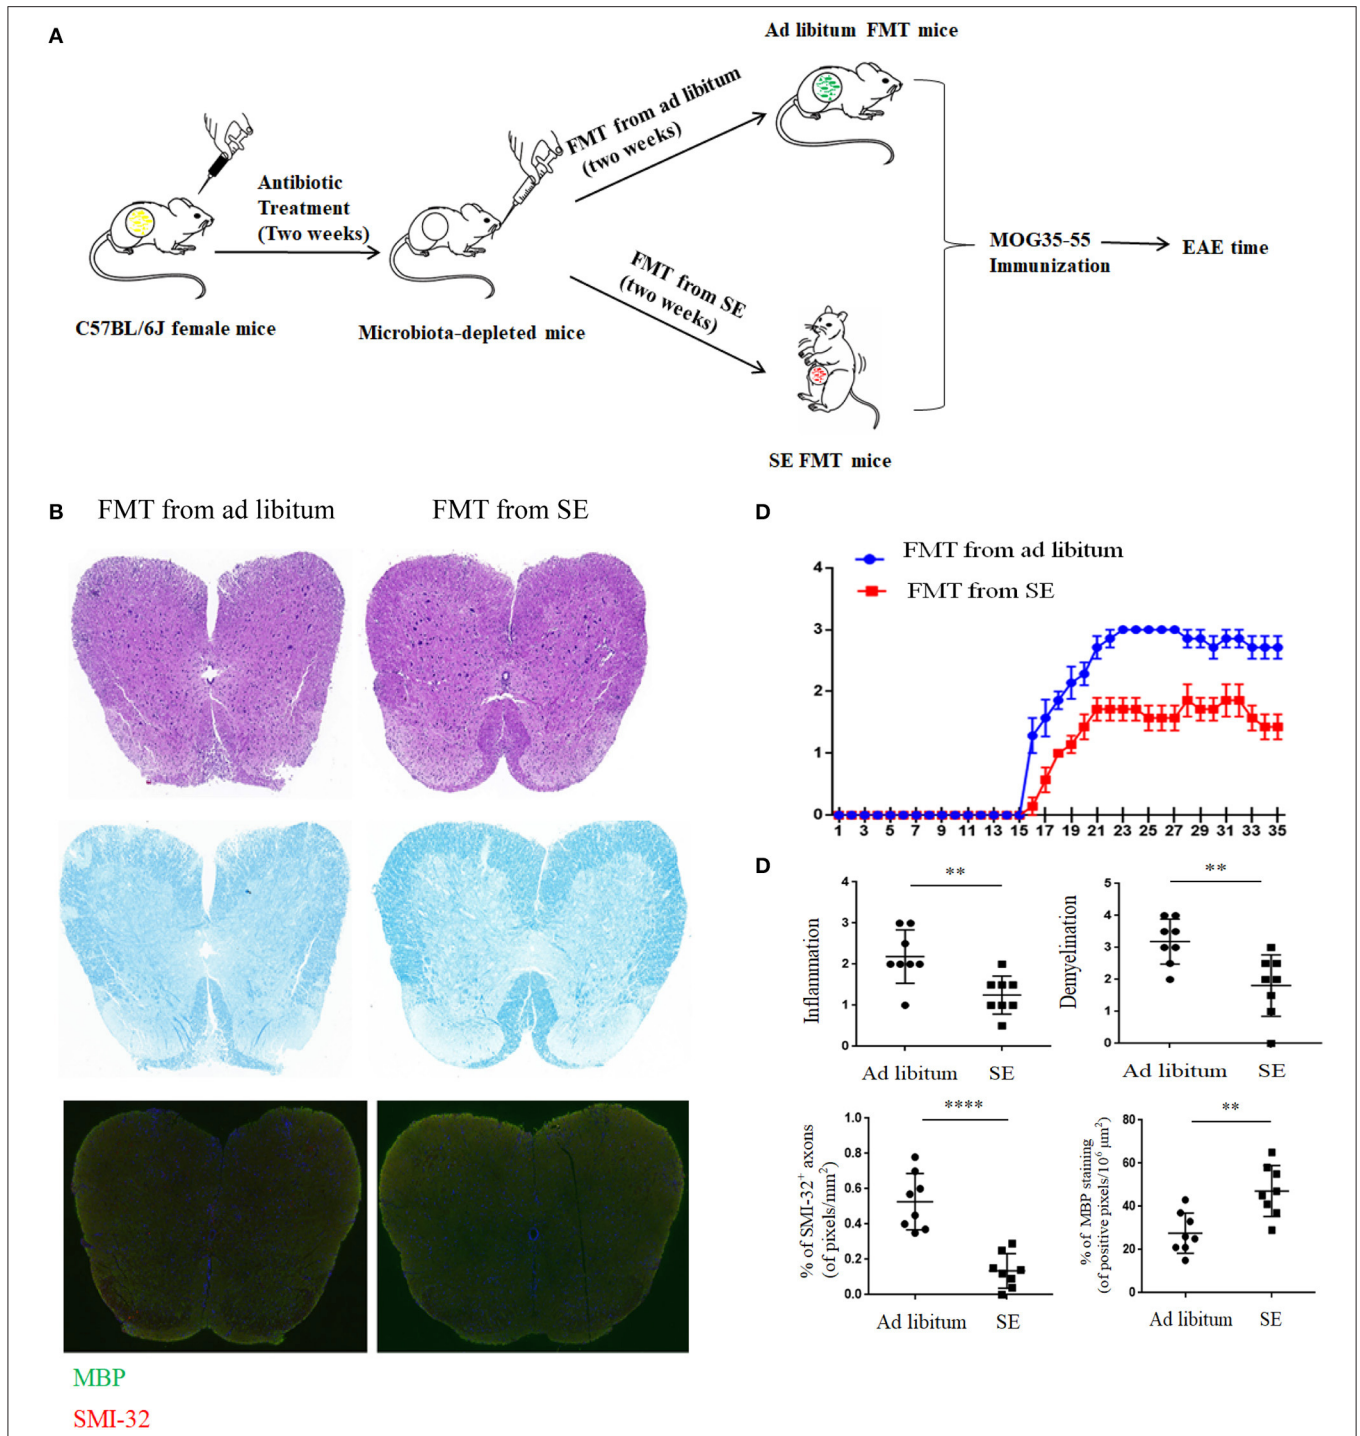 A
Ad libitum FMT mice
FMT from ad libitum
(two weeks)
Antibiotic
Treatment
(Two weeks)
C57BL/6J female mice
Microbiota-depleted mice
FMT from SE
(two weeks)
SE FMT mice
MOG35-55
Immunization
EAE time
B
FMT from ad libitum
FMT from SE
MBP
SMI-32
D
FMT from ad libitum
FMT from SE
4
3
2
1
0
1 3 5 7 9 11 13 15 17 19 21 23 25 27 29 31 33 35
D
Inflammation
4
3
2
1
0
**
Ad libitum SE
Demyelination
5
4
3
2
1
0
**
Ad libitum SE
% of SMI-32+ axons
(of pixels/mm²)
1.0
0.8
0.6
0.4
0.2
0.0
****
Ad libitum SE
% of MBP staining
(of positive pixels/10⁶ µm²)
80
60
40
20
0
**
Ad libitum SE